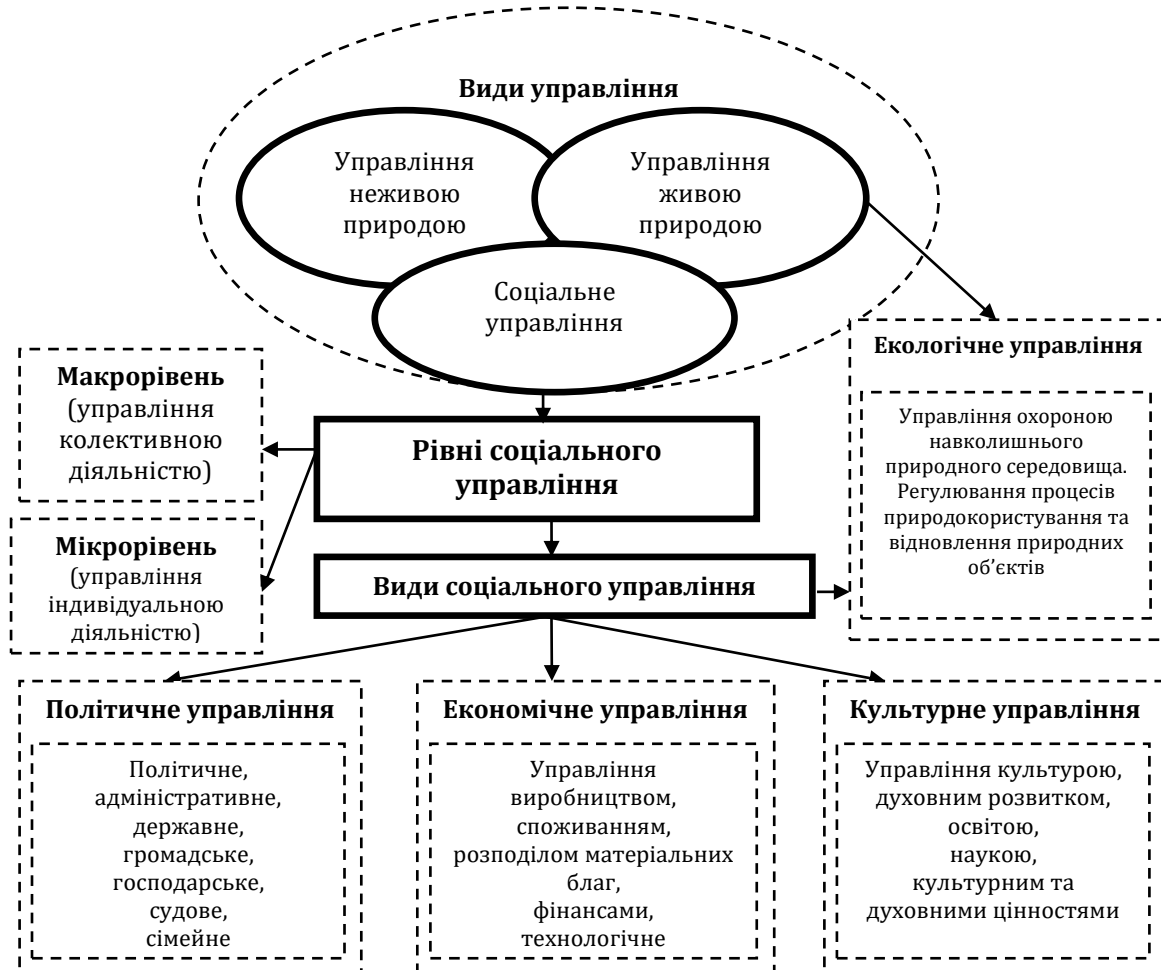 Види управління
Управління
неживою
природою
Управління
живою
природою
Соціальне
управління
Макрорівень
(управління
колективною
діяльністю)
Мікрорівень
(управління
індивідуальною
діяльністю)
Рівні соціального
управління
Види соціального управління
Екологічне управління
Управління охороною
навколишнього
природного середовища.
Регулювання процесів
природокористування та
відновлення природних
об’єктів
Політичне управління
Політичне,
адміністративне,
державне,
громадське,
господарське,
судове,
сімейне
Економічне управління
Управління
виробництвом,
споживанням,
розподілом матеріальних
благ,
фінансами,
технологічне
Культурне управління
Управління культурою,
духовним розвитком,
освітою,
наукою,
культурним та
духовними цінностями